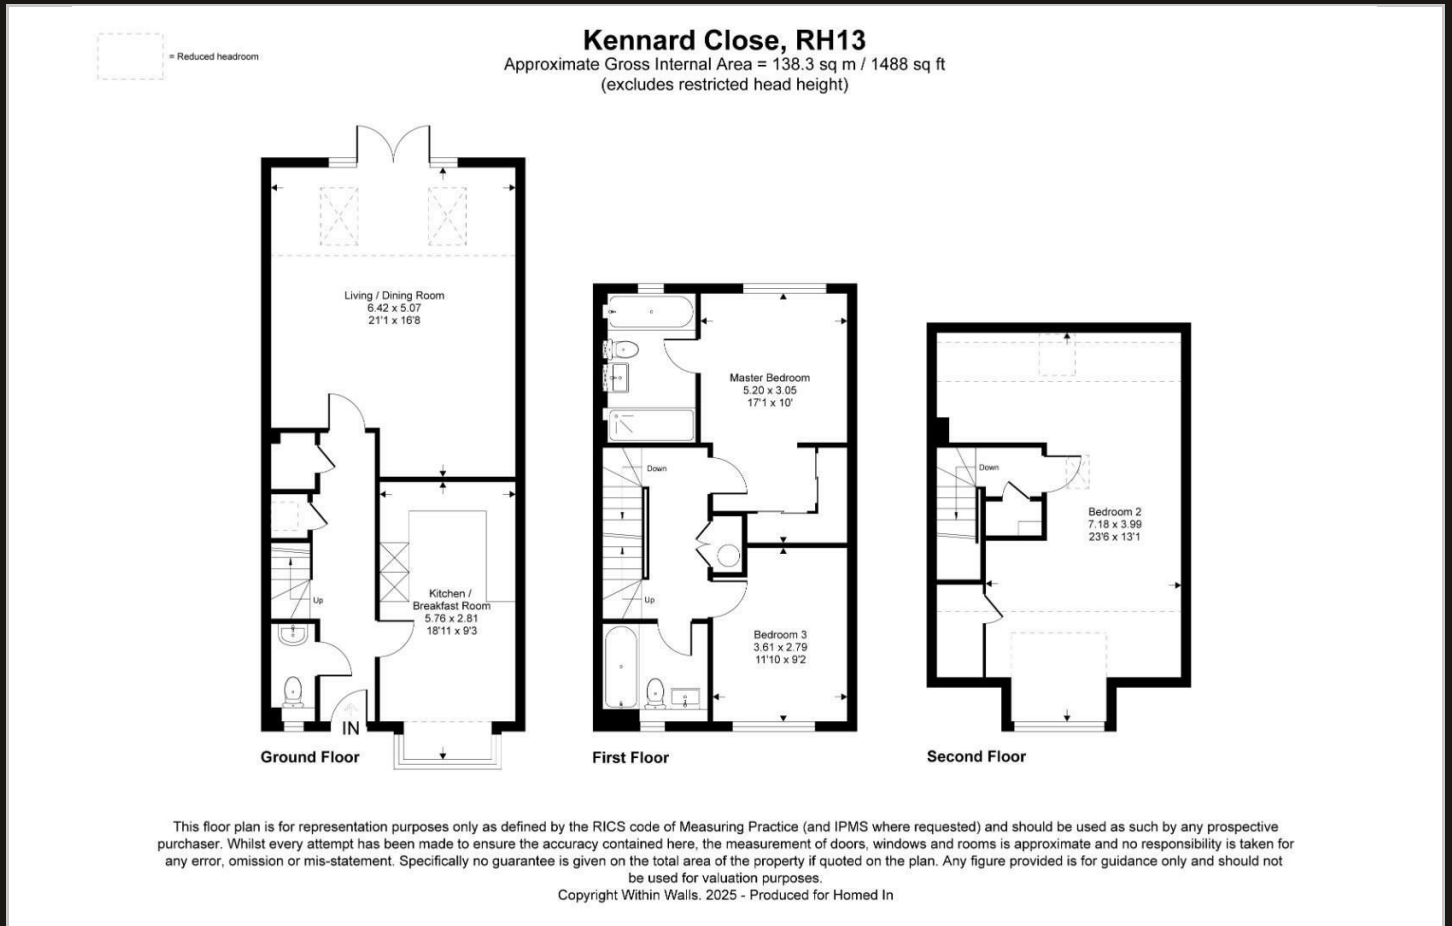 = Reduced headroom
Kennard Close, RH13
Approximate Gross Internal Area = 138.3 sq m / 1488 sq ft
(excludes restricted head height)
Living / Dining Room
6.42 x 5.07
21'1 x 16'8
Up
Kitchen /
Breakfast Room
5.76 x 2.81
18'11 x 9'3
IN
Ground Floor
Master Bedroom
5.20 x 3.05
17'1 x 10'
Down
Up
Bedroom 3
3.61 x 2.79
11'10 x 9'2
First Floor
Down
Bedroom 2
7.18 x 3.99
23'6 x 13'1
Second Floor
This floor plan is for representation purposes only as defined by the RICS code of Measuring Practice (and IPMS where requested) and should be used as such by any prospective
purchaser. Whilst every attempt has been made to ensure the accuracy contained here, the measurement of doors, windows and rooms is approximate and no responsibility is taken for
any error, omission or mis-statement. Specifically no guarantee is given on the total area of the property if quoted on the plan. Any figure provided is for guidance only and should not
be used for valuation purposes.
Copyright Within Walls. 2025 - Produced for Homed In